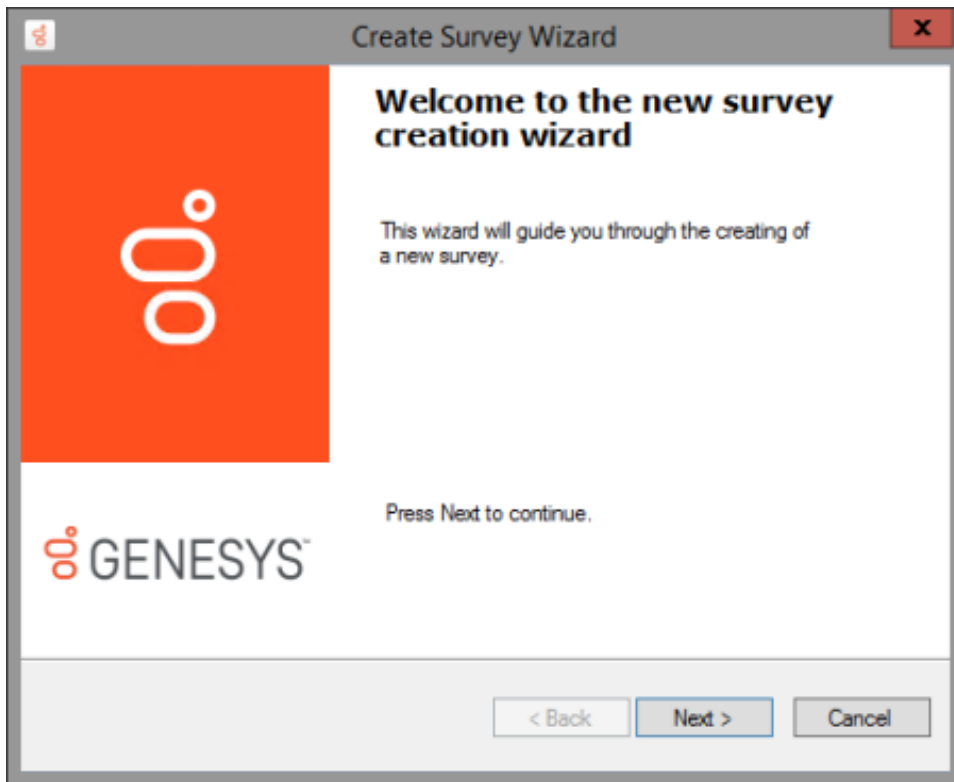 Create Survey Wizard
x
Welcome to the new survey
creation wizard
This wizard will guide you through the creating of
a new survey.
Press Next to continue.
GENESYS™
< Back Next > Cancel